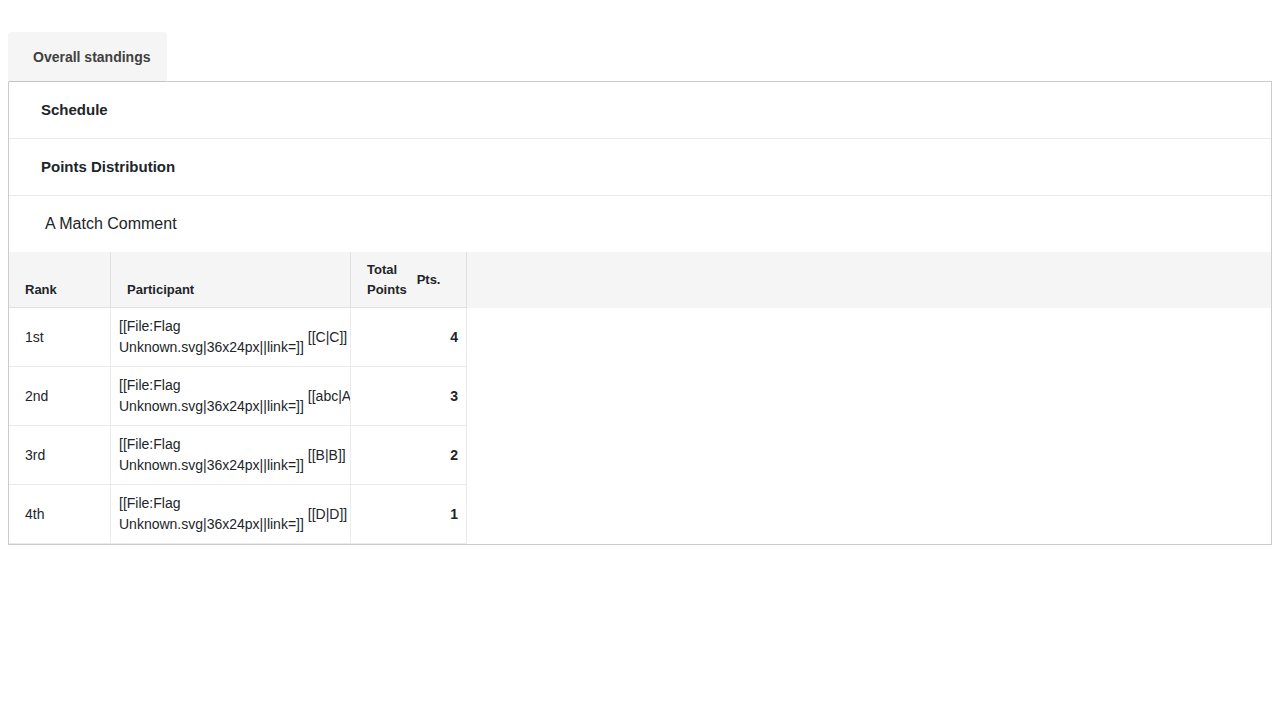 Overall standings
Schedule
Points Distribution
A Match Comment
Rank Participant Total Points Pts.
1st [[File:Flag Unknown.svg|36x24px||link=]] [[C|C]] 4
2nd [[File:Flag Unknown.svg|36x24px||link=]] [[abc|A 3
3rd [[File:Flag Unknown.svg|36x24px||link=]] [[B|B]] 2
4th [[File:Flag Unknown.svg|36x24px||link=]] [[D|D]] 1